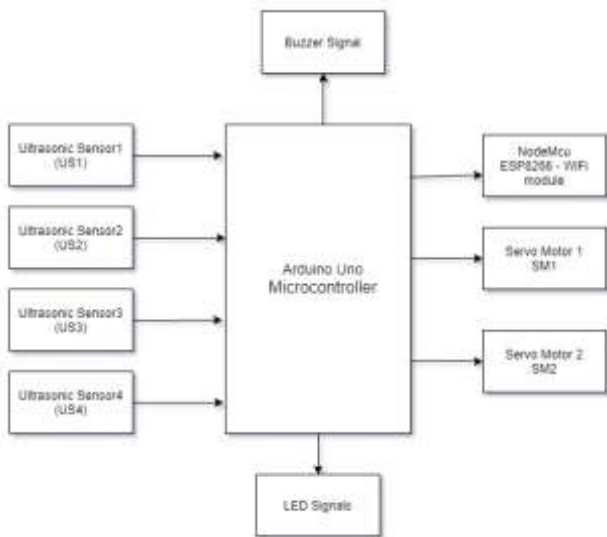 Buzzer Signal
Ultrasonic Sensor1
(US1)
Ultrasonic Sensor2
(US2)
Ultrasonic Sensor3
(US3)
Ultrasonic Sensor4
(US4)
Arduino Uno
Microcontroller
NodeMcu
ESP8266 - WiFi
module
Servo Motor 1
SM1
Servo Motor 2
SM2
LED Signals